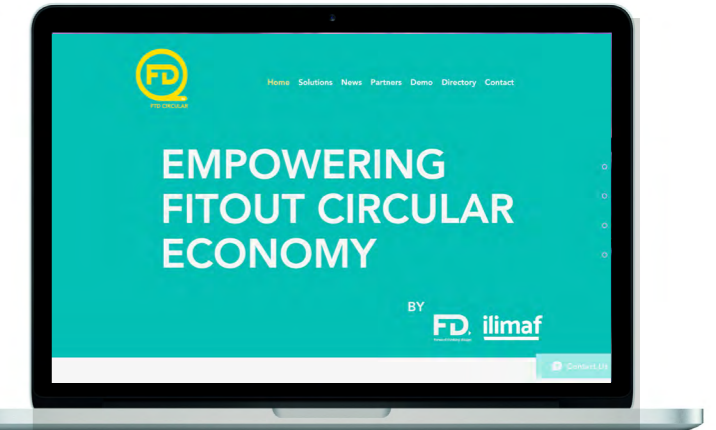 FD
FTD CIRCULAR
Home Solutions News Partners Demo Directory Contact
EMPOWERING
FITOUT CIRCULAR
ECONOMY
BY
FD. ilimaf
Contact Us